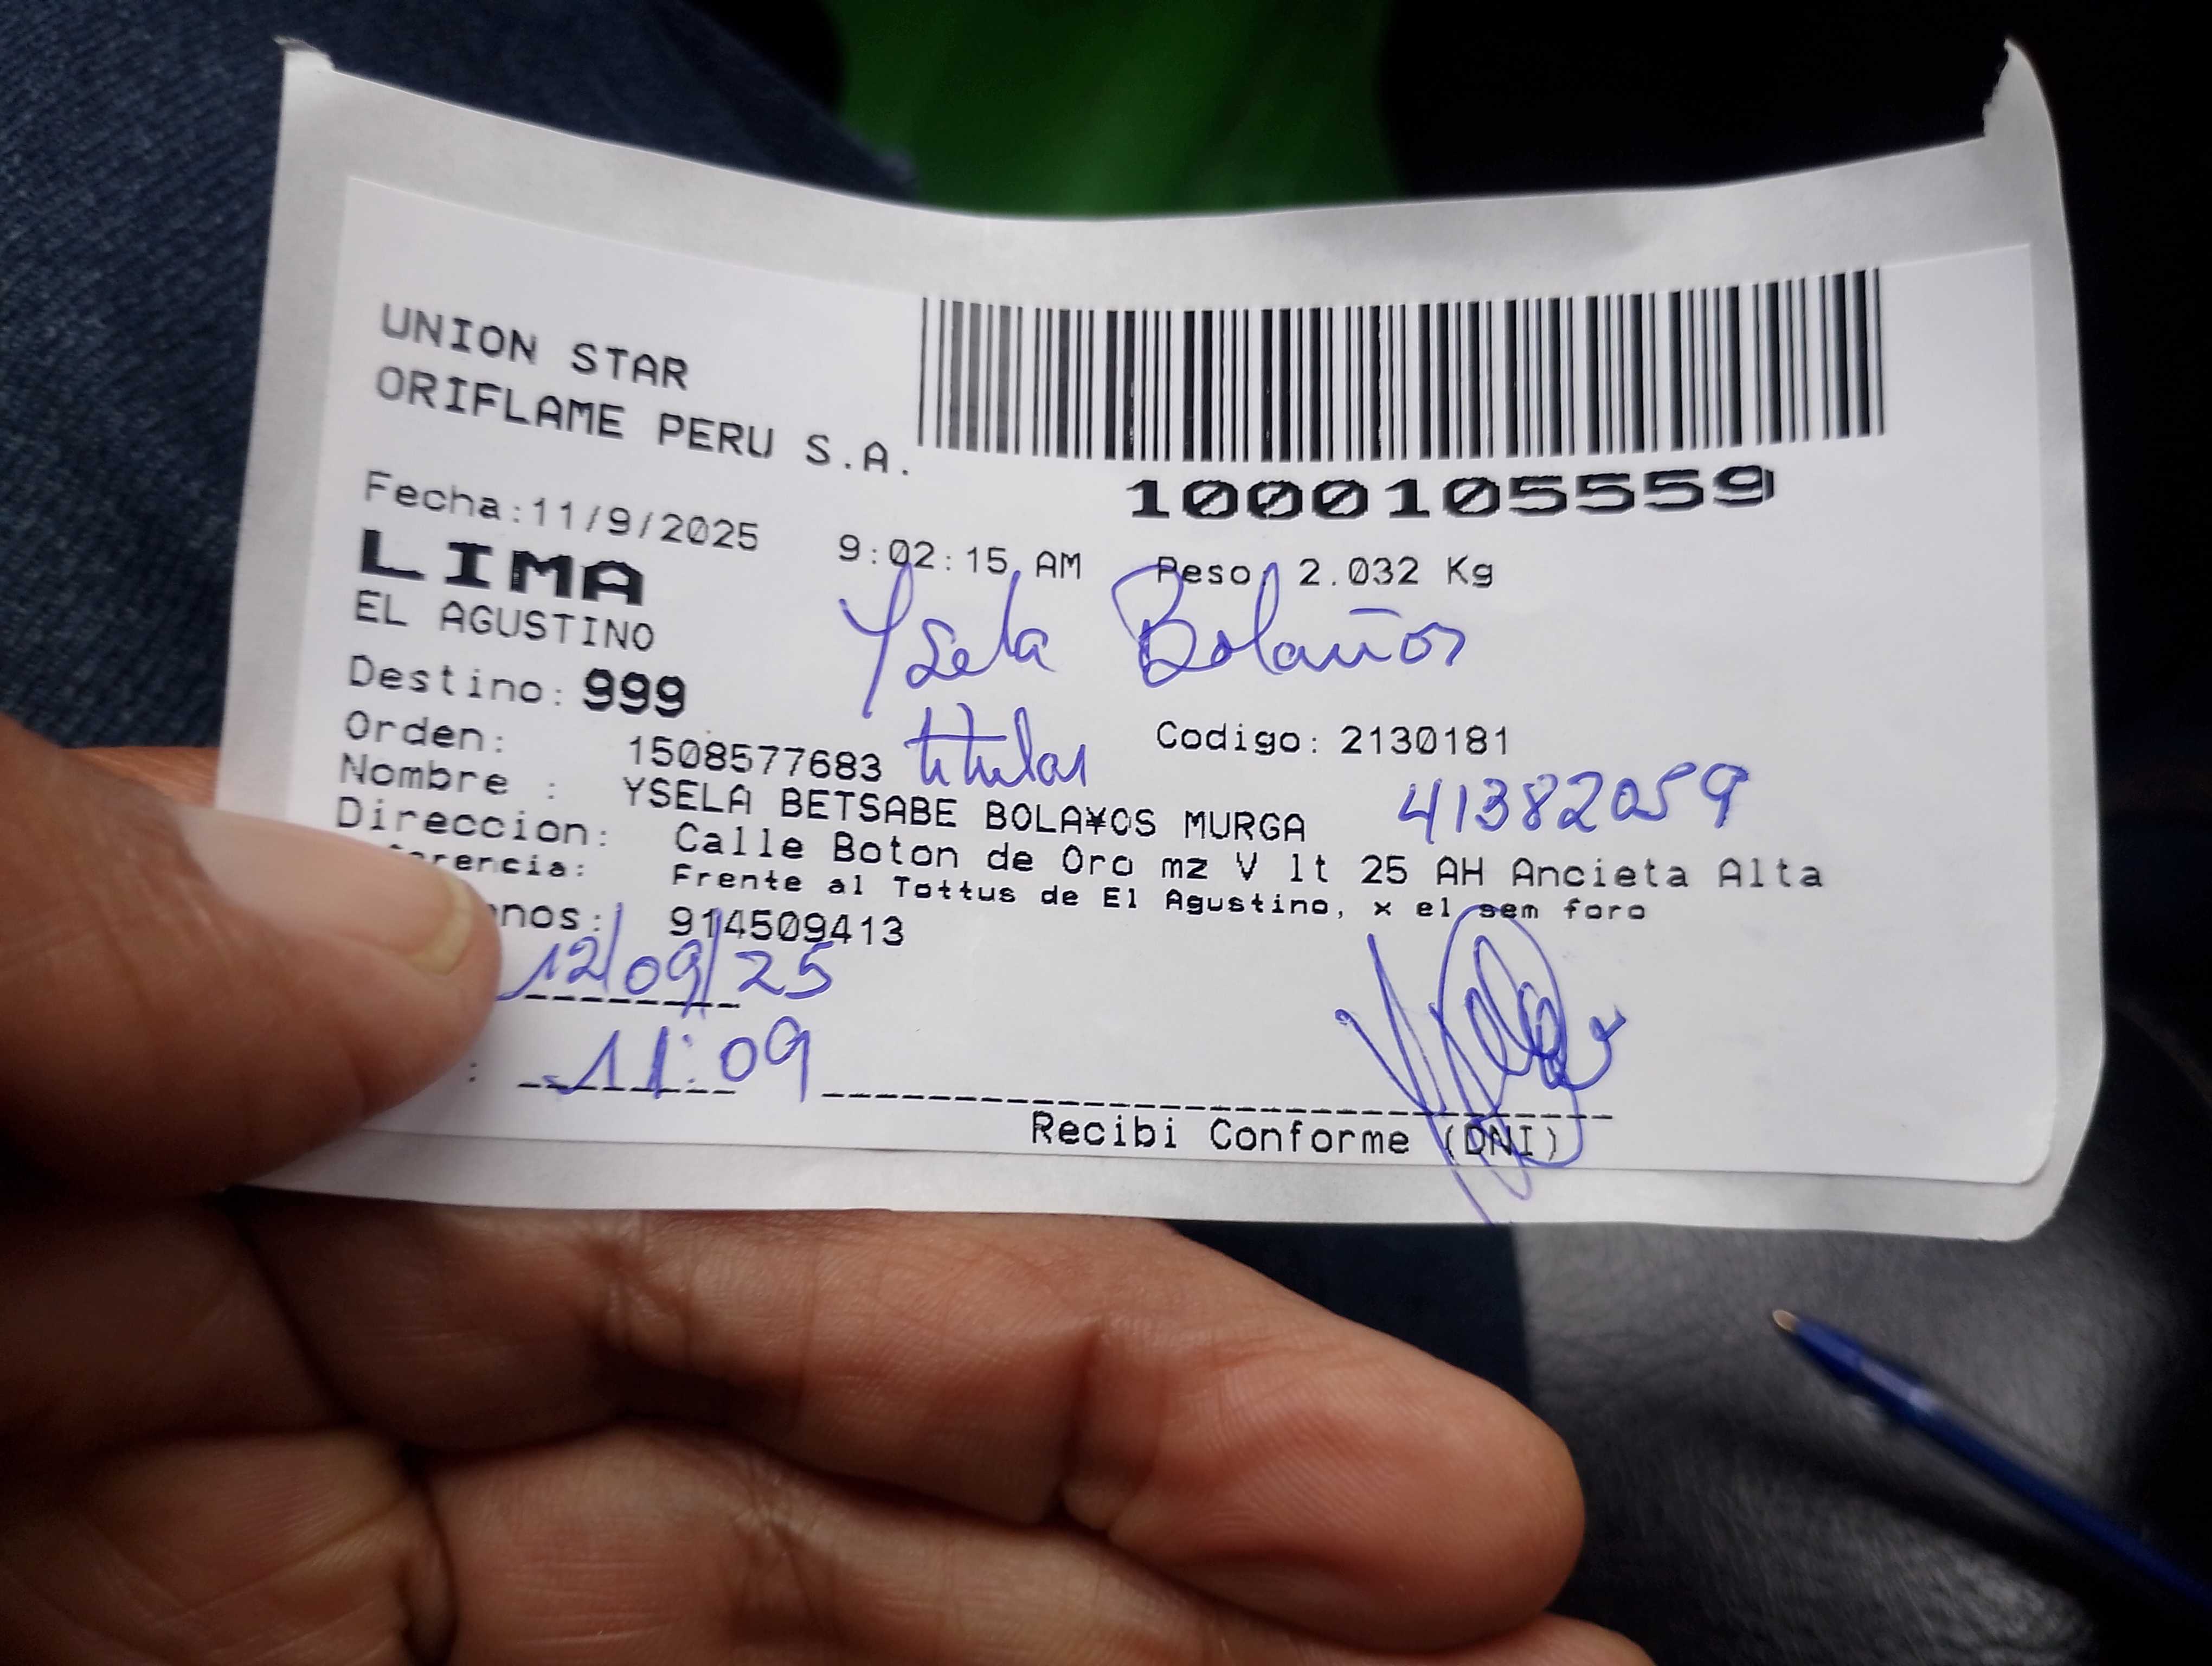 UNION STAR
ORIFLAME PERU S.A.
1000105559
Fecha:11/9/2025 9:02:15 AM Peso, 2.032 Kg
LIMA
EL AGUSTINO
Ysela Bolaños
Destino: 999
titular
Orden: 1508577683 Codigo: 2130181
Nombre : YSELA BETSABE BOLA¥OS MURGA 41382059
Direccion: Calle Boton de Oro mz V lt 25 AH Ancieta Alta
erencia: Frente al Tottus de El Agustino, x el sem foro
nos: 914509413
12/09/25
: 11:09
Recibi Conforme (DNI)